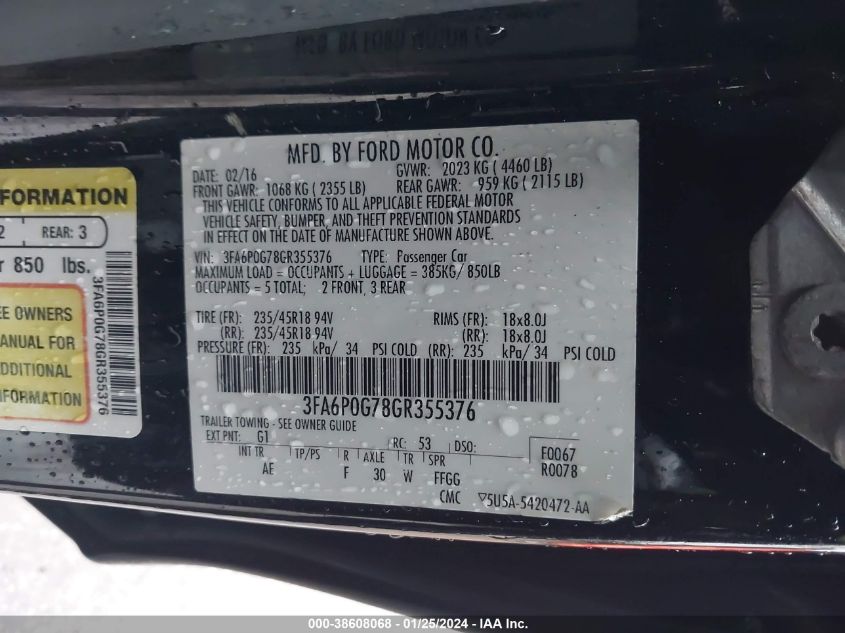 FORMATION
2 REAR: 3
r 850 lbs.
EE OWNERS
MANUAL FOR
ADDITIONAL
3FA6P0G78GR355376
MFD. BY FORD MOTOR CO.
DATE: 02/16 GVWR: 2023 KG ( 4460 LB)
FRONT GAWR: 1068 KG ( 2355 LB) REAR GAWR: 959 KG ( 2115 LB)
THIS VEHICLE CONFORMS TO ALL APPLICABLE FEDERAL MOTOR
VEHICLE SAFETY, BUMPER, AND THEFT PREVENTION STANDARDS
IN EFFECT ON THE DATE OF MANUFACTURE SHOWN ABOVE.
VIN: 3FA6P0G78GR355376 TYPE: Passenger Car
MAXIMUM LOAD = OCCUPANTS + LUGGAGE = 385KG/ 850LB
OCCUPANTS = 5 TOTAL; 2 FRONT, 3 REAR
TIRE (FR): 235/45R18 94V RIMS (FR): 18x8.0J
(RR): 235/45R18 94V (RR): 18x8.0J
PRESSURE (FR): 235 kPa/ 34 PSI COLD (RR): 235 kPa/ 34 PSI COLD
3FA6P0G78GR355376
TRAILER TOWING - SEE OWNER GUIDE
EXT PNT: G1 RC: 53 DSO: F0067
INT TR TP/PS R AXLE TR SPR R0078
AE F 30 W FFGG
CMC 5U5A-5420472-AA
000-38608068 - 01/25/2024 - IAA Inc.